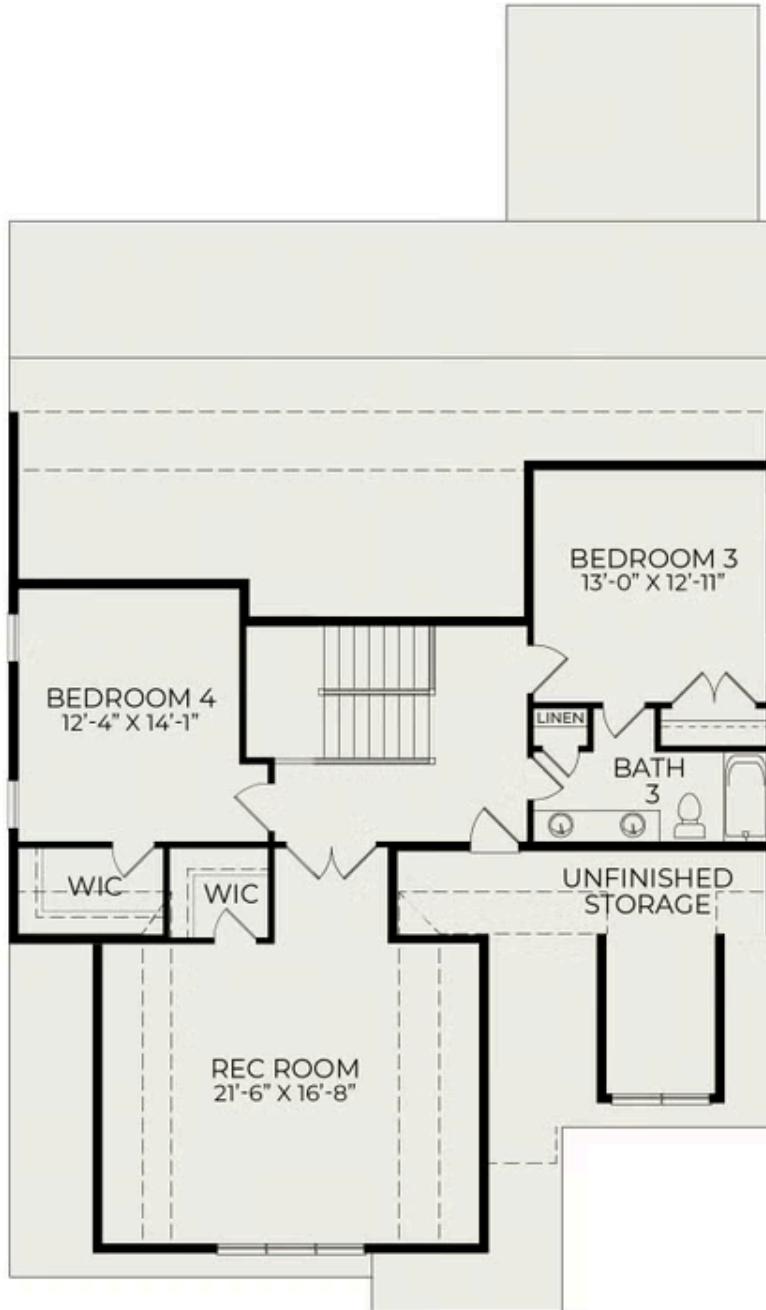 BEDROOM 3
13’-0” X 12’-11”
BEDROOM 4
12’-4” X 14’-1”
LINEN
BATH
3
WIC
WIC
UNFINISHED
STORAGE
REC ROOM
21’-6” X 16’-8”